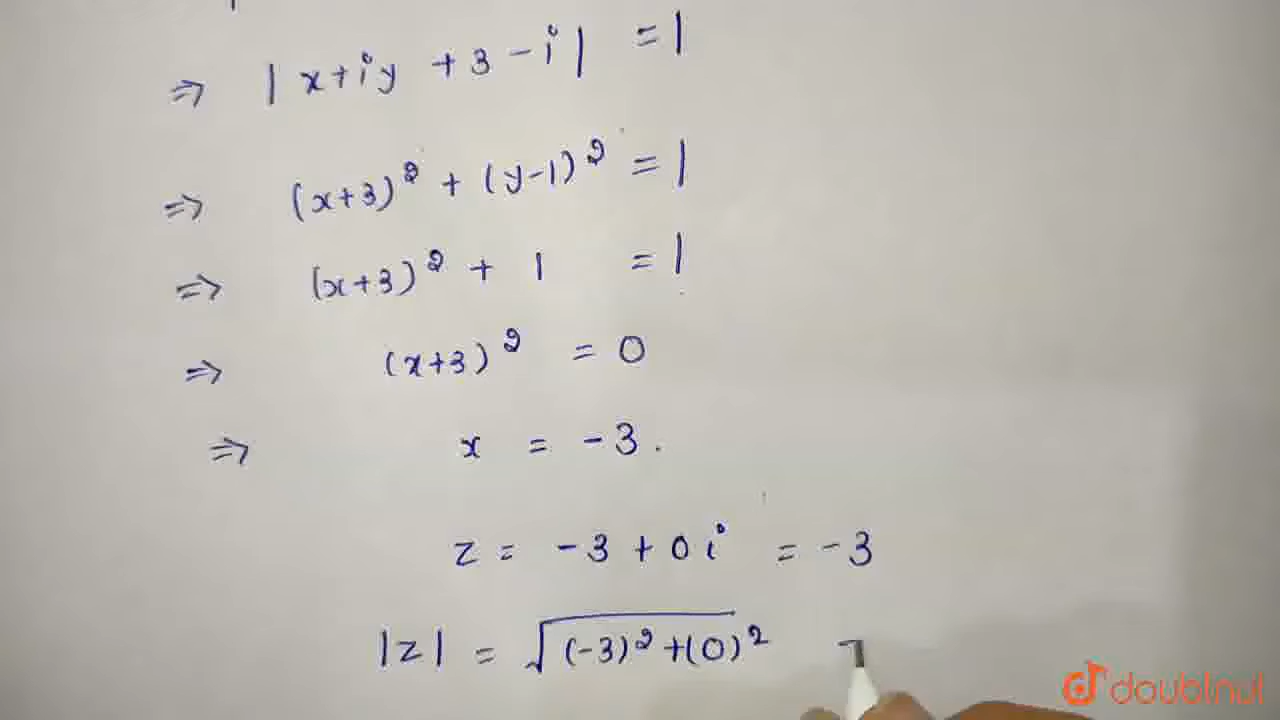 ⇒ |x+iy +3-i| =1
⇒ (x+3)² + (y-1)² = 1
⇒ (x+3)² + 1 = 1
⇒ (x+3)² = 0
⇒ x = -3.
z = -3 + 0i = -3
|z| = √((-3)² + (0)²)
doubtnut